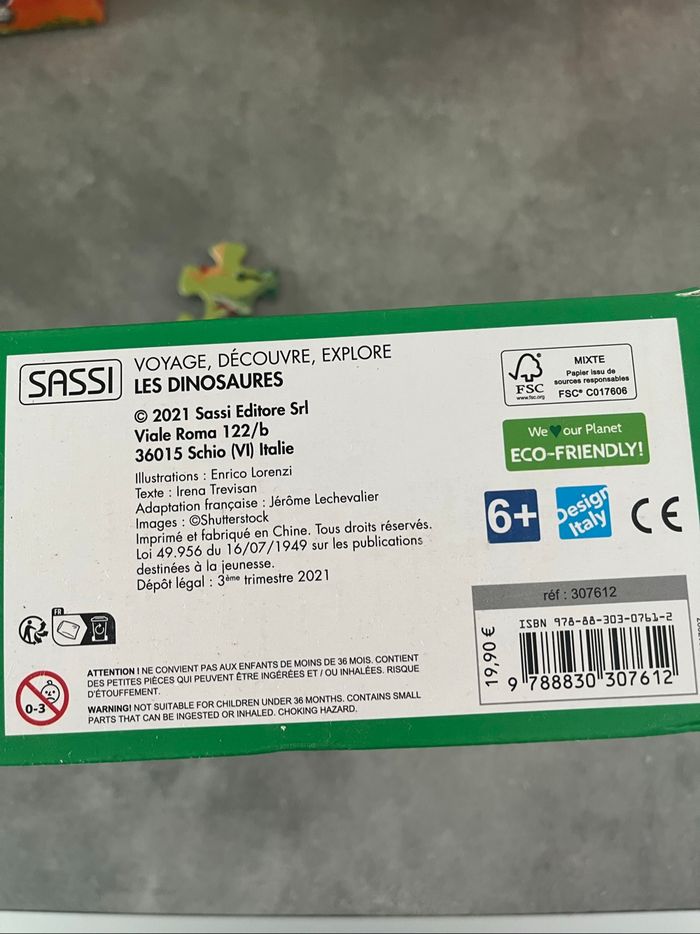 SASSI
VOYAGE, DÉCOUVRE, EXPLORE
LES DINOSAURES
© 2021 Sassi Editore Srl
Viale Roma 122/b
36015 Schio (VI) Italie
Illustrations : Enrico Lorenzi
Texte : Irena Trevisan
Adaptation française : Jérôme Lechevalier
Images : ©Shutterstock
Imprimé et fabriqué en Chine. Tous droits réservés.
Loi 49.956 du 16/07/1949 sur les publications
destinées à la jeunesse.
Dépôt légal : 3ème trimestre 2021
FSC
www.fsc.org
MIXTE
Papier issu de
sources responsables
FSC® C017606
We our Planet
ECO-FRIENDLY!
6+
Design
Italy
CE
réf : 307612
19,90 €
ISBN 978-88-303-0761-2
9 788830 307612
FR
0-3
ATTENTION ! NE CONVIENT PAS AUX ENFANTS DE MOINS DE 36 MOIS. CONTIENT
DES PETITES PIÈCES QUI PEUVENT ÊTRE INGÉRÉES ET / OU INHALÉES. RISQUE
D'ÉTOUFFEMENT.
WARNING! NOT SUITABLE FOR CHILDREN UNDER 36 MONTHS. CONTAINS SMALL
PARTS THAT CAN BE INGESTED OR INHALED. CHOKING HAZARD.